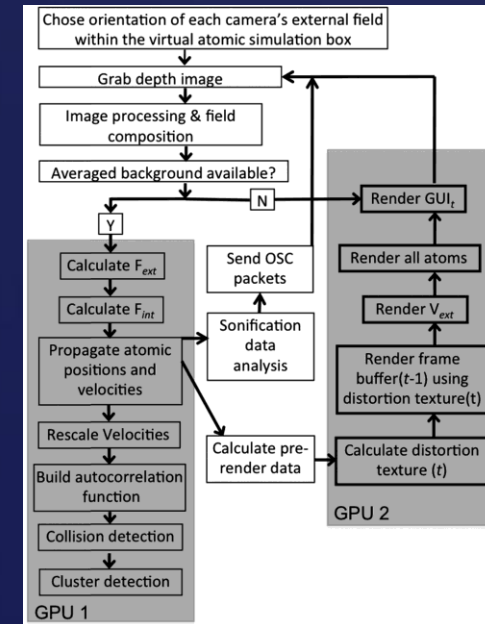 Chose orientation of each camera's external field
within the virtual atomic simulation box
Grab depth image
Image processing & field
composition
Averaged background available?
N
Y
Calculate Fext
Calculate Fint
Propagate atomic
positions and
velocities
Rescale Velocities
Build autocorrelation
function
Collision detection
Cluster detection
GPU 1
Send OSC
packets
Sonification
data
analysis
Calculate pre-
render data
Render GUIt
Render all atoms
Render Vext
Render frame
buffer(t-1) using
distortion texture(t)
Calculate distortion
texture (t)
GPU 2